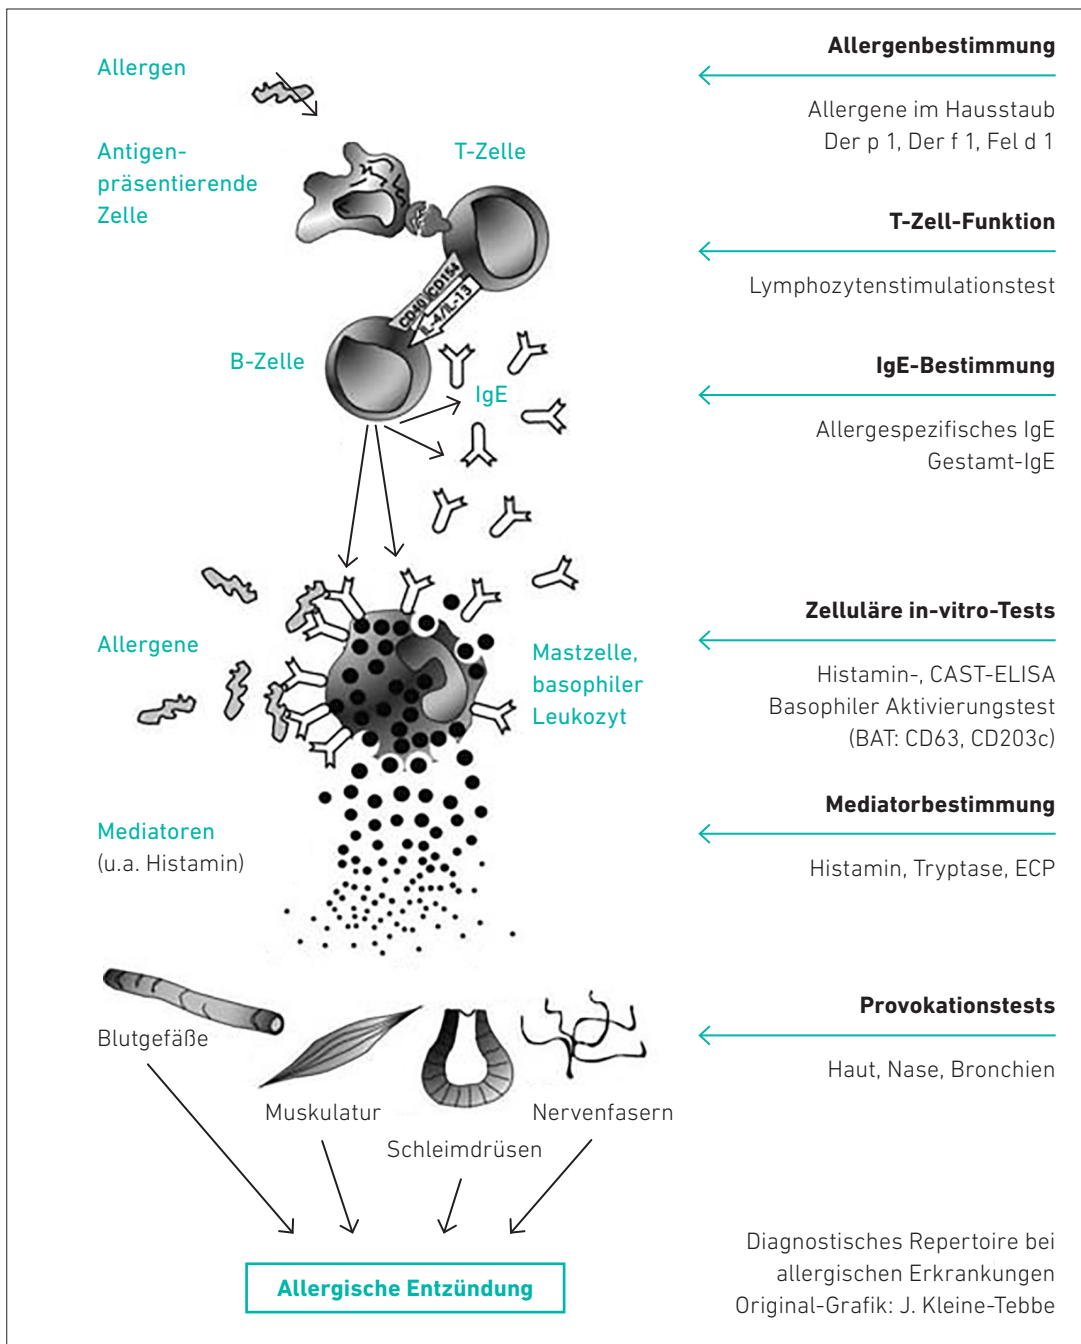 Allergen
Antigen-
präsentierende
Zelle
T-Zelle
CD40
CD154
IL-4/IL-13
B-Zelle
IgE
Allergene
Mastzelle,
basophiler
Leukozyt
Mediatoren
(u.a. Histamin)
Blutgefäße
Muskulatur
Schleimdrüsen
Nervenfasern
Allergische Entzündung
Allergenbestimmung
Allergene im Hausstaub
Der p 1, Der f 1, Fel d 1
T-Zell-Funktion
Lymphozytenstimulationstest
IgE-Bestimmung
Allergespezifisches IgE
Gestamt-IgE
Zelluläre in-vitro-Tests
Histamin-, CAST-ELISA
Basophiler Aktivierungstest
(BAT: CD63, CD203c)
Mediatorbestimmung
Histamin, Tryptase, ECP
Provokationstests
Haut, Nase, Bronchien
Diagnostisches Repertoire bei
allergischen Erkrankungen
Original-Grafik: J. Kleine-Tebbe